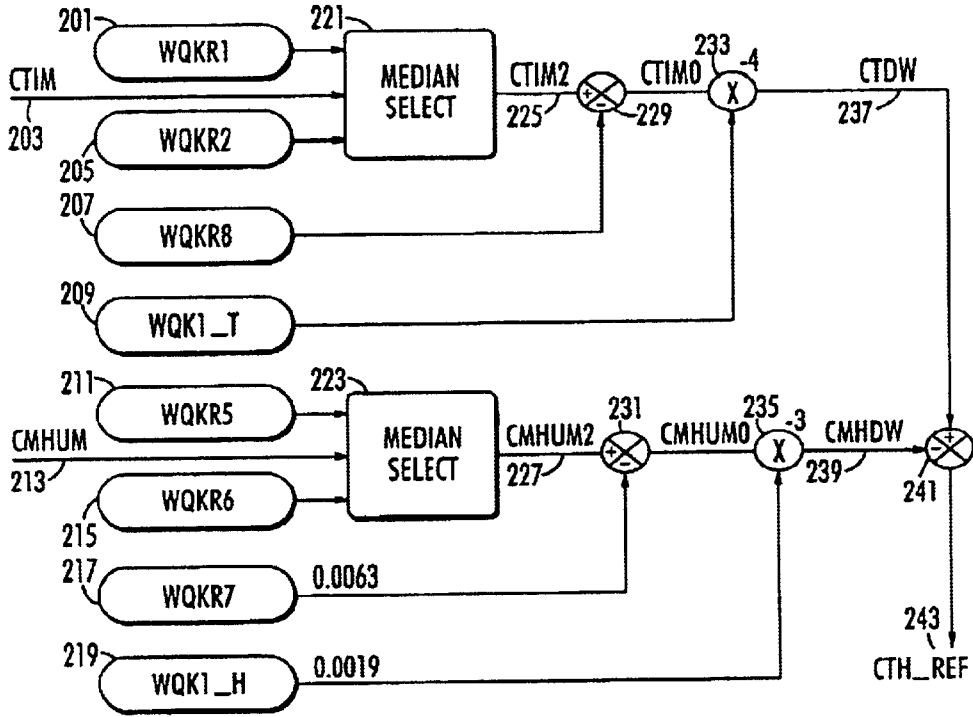 201
WQKR1
221
CTIM
203
MEDIAN
SELECT
CTIM2
225
+
-
229
CTIM0
233
X
-4
CTDW
237
205
WQKR2
207
WQKR8
209
WQK1_T
211
WQKR5
223
CMHUM
213
MEDIAN
SELECT
CMHUM2
227
231
+
-
CMHUM0
235
X
-3
CMHDW
239
+
-
241
215
WQKR6
217
WQKR7
0.0063
219
WQK1_H
0.0019
243
CTH_REF